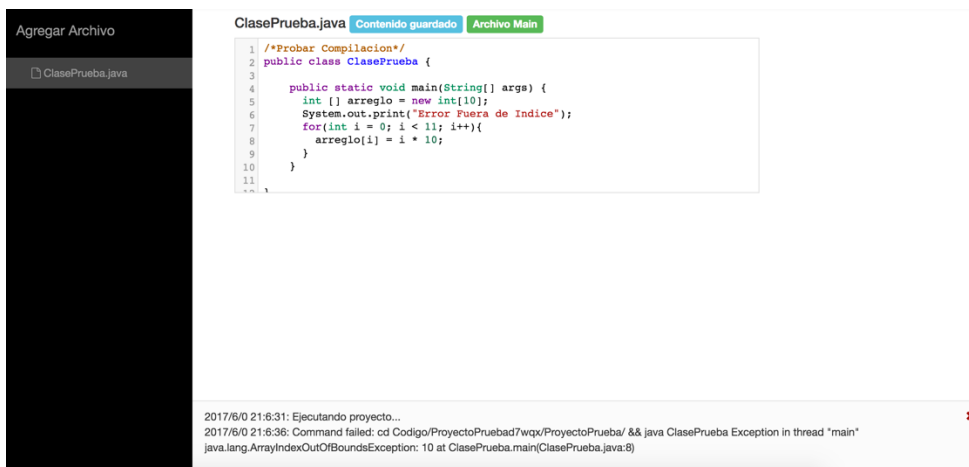 Agregar Archivo
ClasePrueba.java
ClasePrueba.java Contenido guardado Archivo Main
1 /*Probar Compilacion*/
2 public class ClasePrueba {
3
4 public static void main(String[] args) {
5 int [] arreglo = new int[10];
6 System.out.print("Error Fuera de Indice");
7 for(int i = 0; i < 11; i++){
8 arreglo[i] = i * 10;
9 }
10 }
11
2017/6/0 21:6:31: Ejecutando proyecto...
2017/6/0 21:6:36: Command failed: cd Codigo/ProyectoPruebad7wqx/ProyectoPrueba/ && java ClasePrueba Exception in thread "main"
java.lang.ArrayIndexOutOfBoundsException: 10 at ClasePrueba.main(ClasePrueba.java:8)